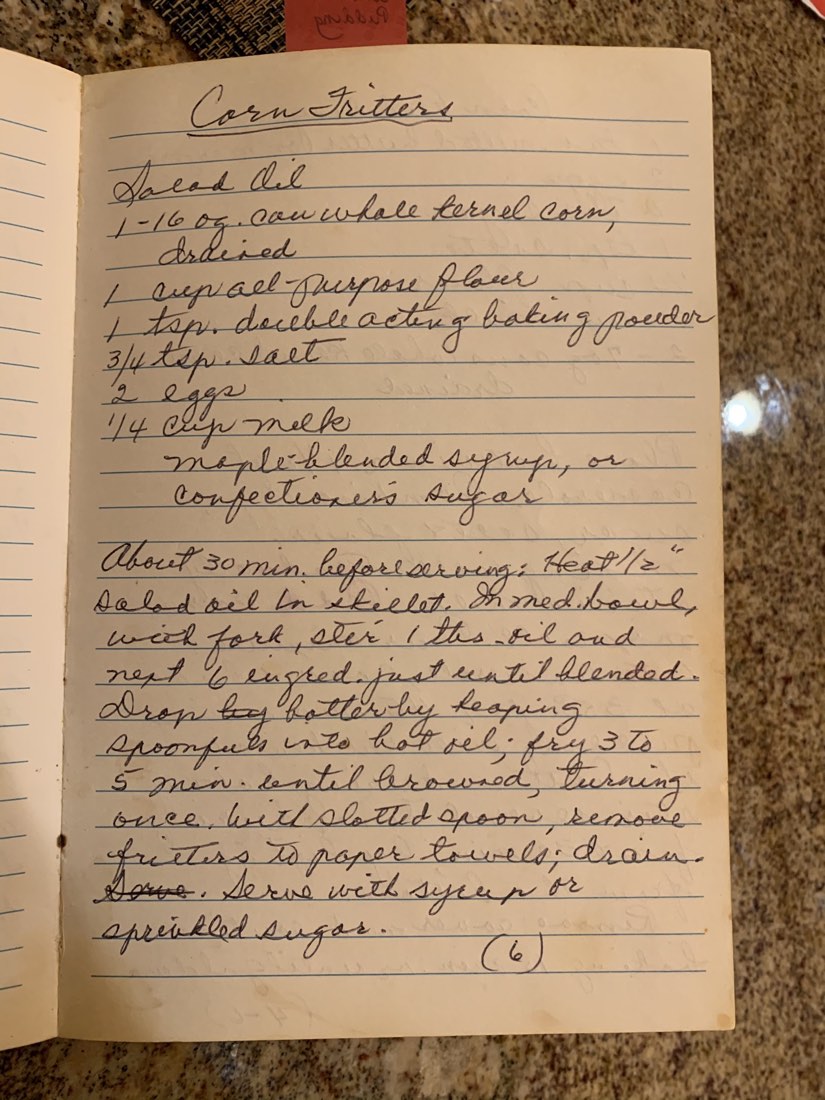 Pudding
Corn Fritters
Salad Oil
1-16 oz. can whole kernel corn,
drained
1 cup all-purpose flour
1 tsp. double acting baking powder
3/4 tsp. salt
2 eggs
1/4 cup milk
maple-blended syrup, or
confectioner's sugar
About 30 min. before serving: Heat 1/2"
salad oil in skillet. In med. bowl,
with fork, stir 1 tbs. oil and
next 6 ingred. just until blended.
Drop by batter by heaping
spoonfuls into hot oil; fry 3 to
5 min. until browned, turning
once. With slotted spoon, remove
fritters to paper towels; drain.
Serve. Serve with syrup or
sprinkled sugar.
(6)